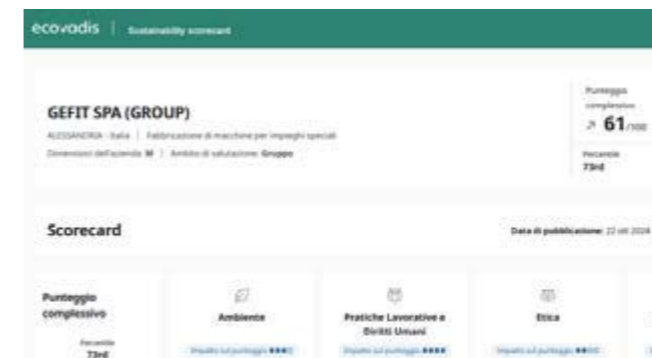 ecovadis | Sustainability scorecard
Punteggio
complessivo
GEFIT SPA (GROUP)
↗ 61/100
ALESSANDRIA - Italia | Fabbricazione di macchine per impieghi speciali
Dimensioni dell'azienda: M | Ambito di valutazione: Gruppo
Percentile
73rd
Scorecard
Data di pubblicazione: 22 ott 2024
Punteggio
complessivo
Percentile
73rd
Ambiente
Impatto sul punteggio
Pratiche Lavorative e
Diritti Umani
Impatto sul punteggio
Etica
Impatto sul punteggio